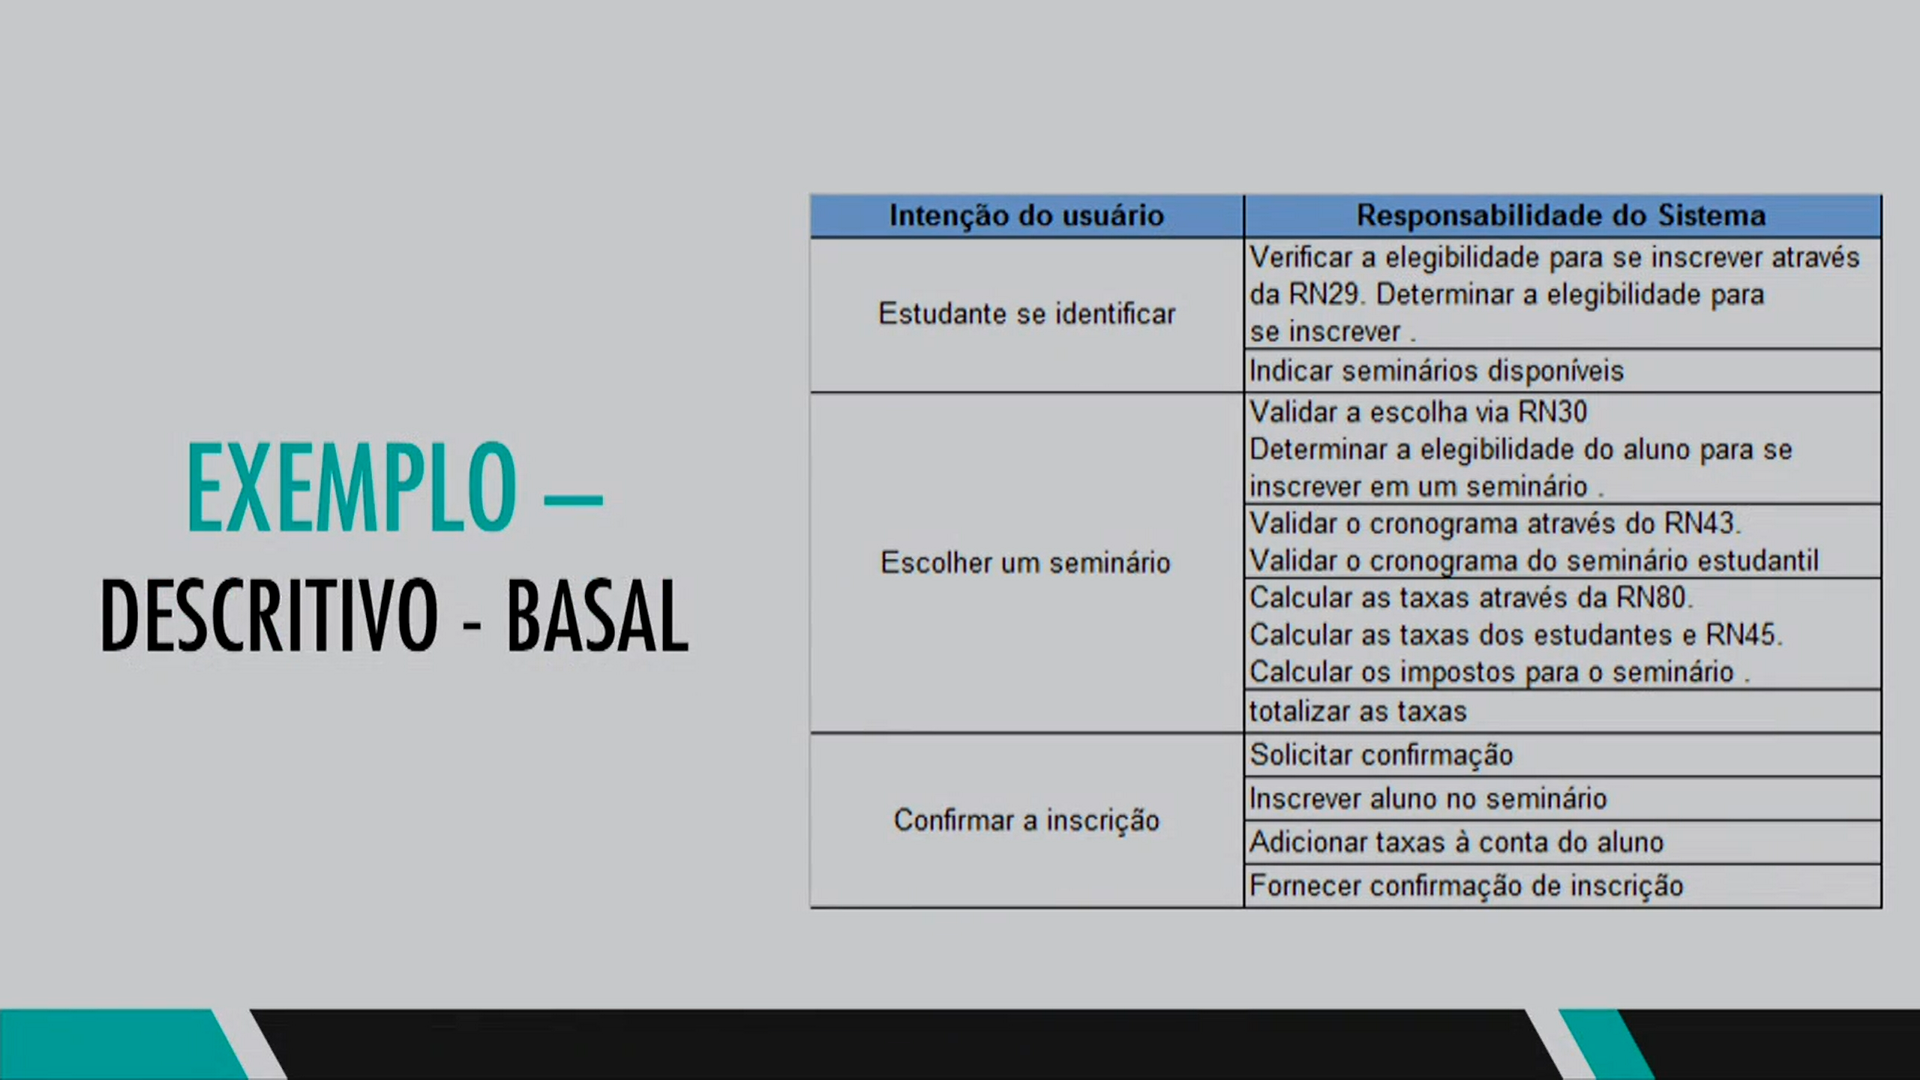 EXEMPLO –
DESCRITIVO - BASAL
Intenção do usuário
Responsabilidade do Sistema
Estudante se identificar
Verificar a elegibilidade para se inscrever através
da RN29. Determinar a elegibilidade para
se inscrever .
Indicar seminários disponíveis
Escolher um seminário
Validar a escolha via RN30
Determinar a elegibilidade do aluno para se
inscrever em um seminário .
Validar o cronograma através do RN43.
Validar o cronograma do seminário estudantil
Calcular as taxas através da RN80.
Calcular as taxas dos estudantes e RN45.
Calcular os impostos para o seminário .
totalizar as taxas
Confirmar a inscrição
Solicitar confirmação
Inscrever aluno no seminário
Adicionar taxas à conta do aluno
Fornecer confirmação de inscrição